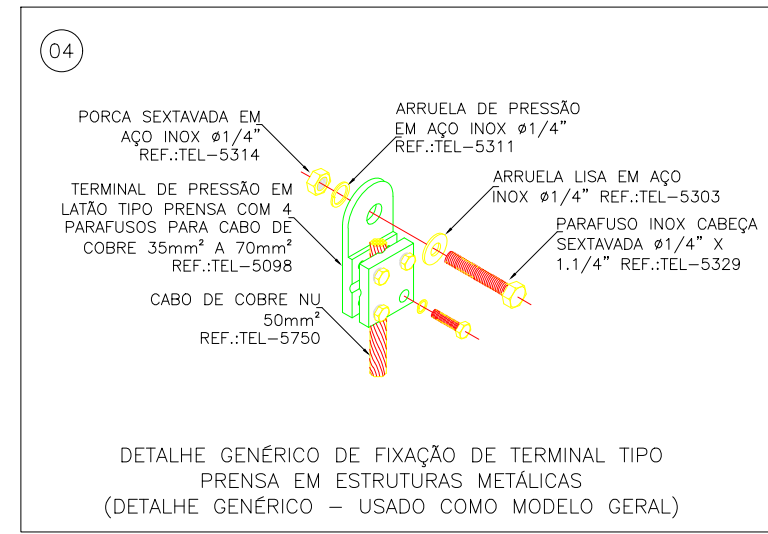 04
PORCA SEXTAVADA EM
AÇO INOX ø1/4"
REF.:TEL-5314
ARRUELA DE PRESSÃO
EM AÇO INOX ø1/4"
REF.:TEL-5311
TERMINAL DE PRESSÃO EM
LATÃO TIPO PRENSA COM 4
PARAFUSOS PARA CABO DE
COBRE 35mm² A 70mm²
REF.:TEL-5098
ARRUELA LISA EM AÇO
INOX ø1/4" REF.:TEL-5303
PARAFUSO INOX CABEÇA
SEXTAVADA ø1/4" X
1.1/4" REF.:TEL-5329
CABO DE COBRE NU
50mm²
REF.:TEL-5750
DETALHE GENÉRICO DE FIXAÇÃO DE TERMINAL TIPO
PRENSA EM ESTRUTURAS METÁLICAS
(DETALHE GENÉRICO - USADO COMO MODELO GERAL)